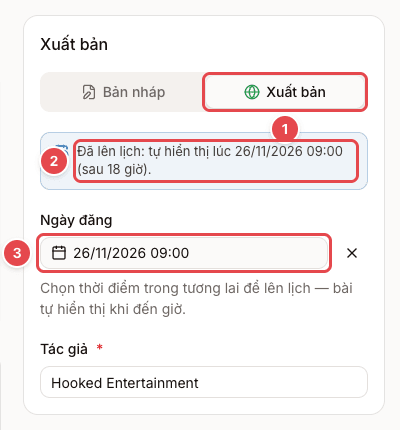 Xuất bản
Bản nháp
Xuất bản
1
2
Đã lên lịch: tự hiển thị lúc 26/11/2026 09:00
(sau 18 giờ).
Ngày đăng
3
26/11/2026 09:00
Chọn thời điểm trong tương lai để lên lịch — bài
tự hiển thị khi đến giờ.
Tác giả *
Hooked Entertainment